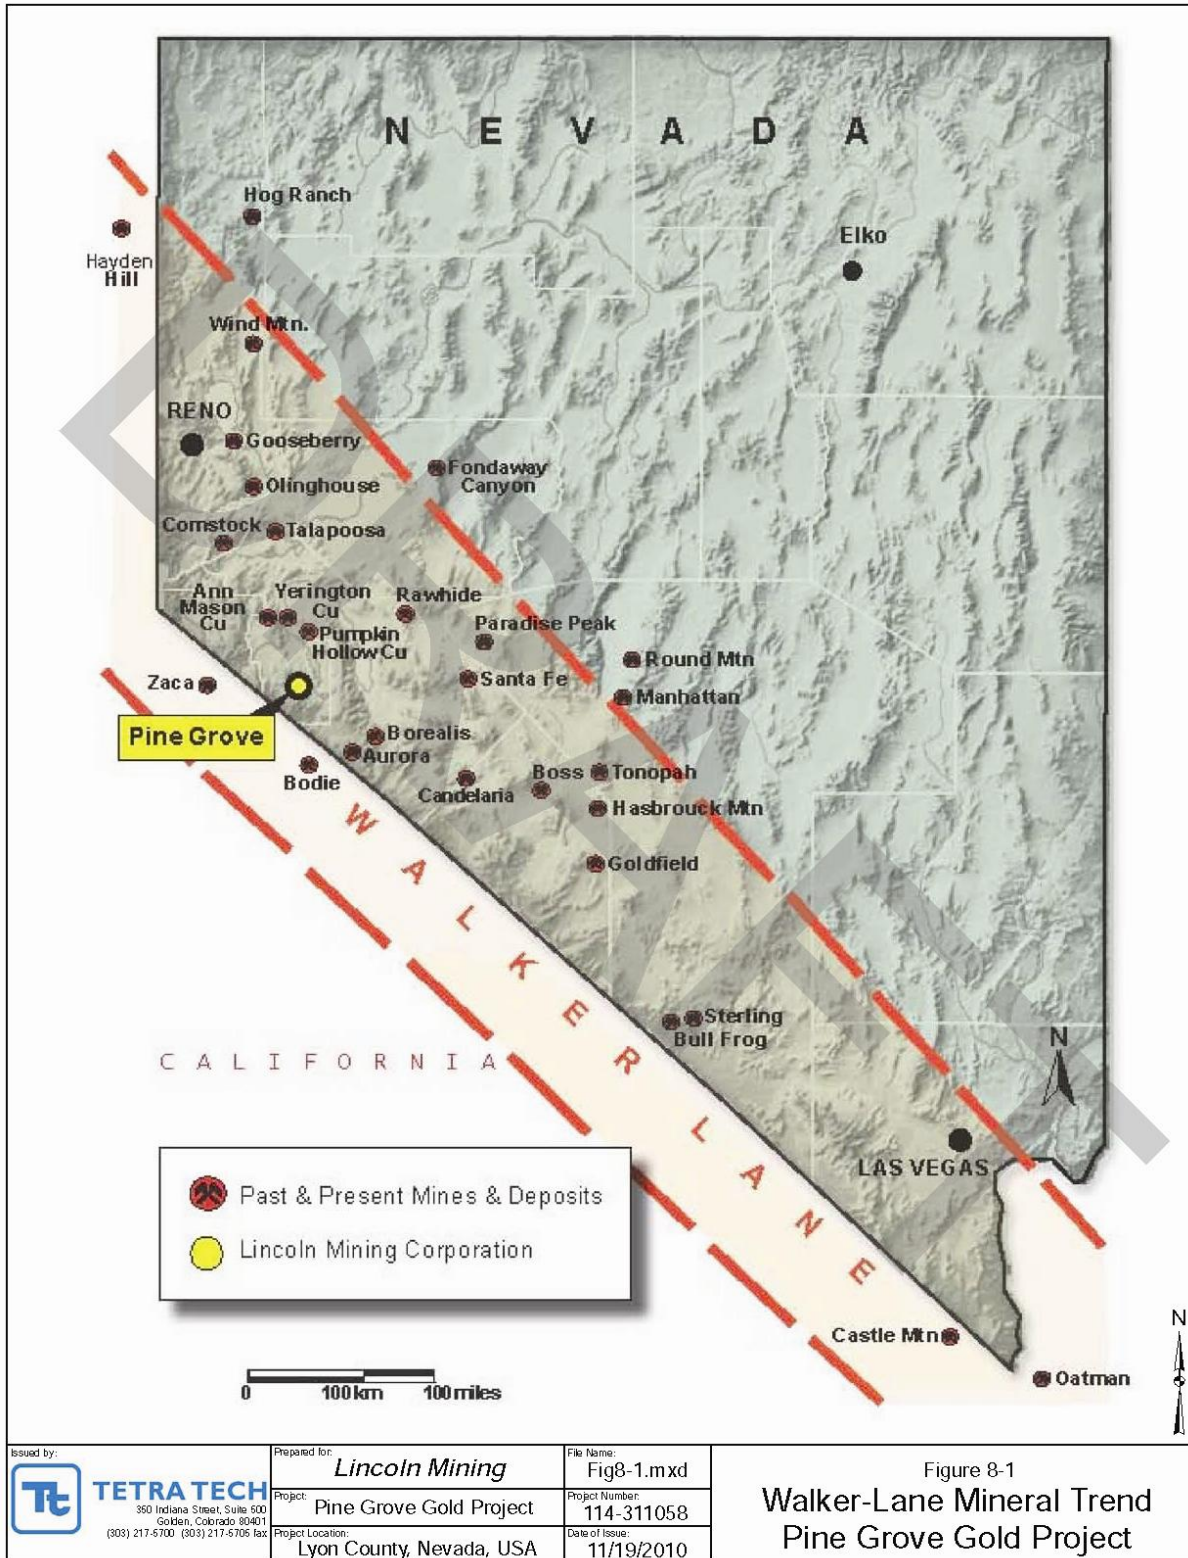 N E V A D A
Hog Ranch
Elko
Hayden
Hill
Wind Mtn.
RENO
Gooseberry
Fondaway
Canyon
Olinghouse
Comstock
Talapoosa
Ann
Mason
Cu
Yerington
Cu
Rawhide
Pumpkin
Hollow Cu
Paradise Peak
Round Mtn
Zaca
Santa Fe
Manhattan
Pine Grove
Borealis
Aurora
Bodie
Candelaria
Boss
Tonopah
Hasbrouck Mtn
Goldfield
WALKER LANE
Sterling
Bull Frog
CALIFORNIA
N
LAS VEGAS
Past & Present Mines & Deposits
Lincoln Mining Corporation
Castle Mtn
Oatman
N
0 100 km 100 miles
DRAFT
Issued by:
Tt
TETRA TECH
350 Indiana Street, Suite 500
Golden, Colorado 80401
(303) 217-5700 (303) 217-5705 fax
Prepared for:
Lincoln Mining
Project:
Pine Grove Gold Project
Project Location:
Lyon County, Nevada, USA
File Name:
Fig8-1.mxd
Project Number:
114-311058
Date of Issue:
11/19/2010
Figure 8-1
Walker-Lane Mineral Trend
Pine Grove Gold Project